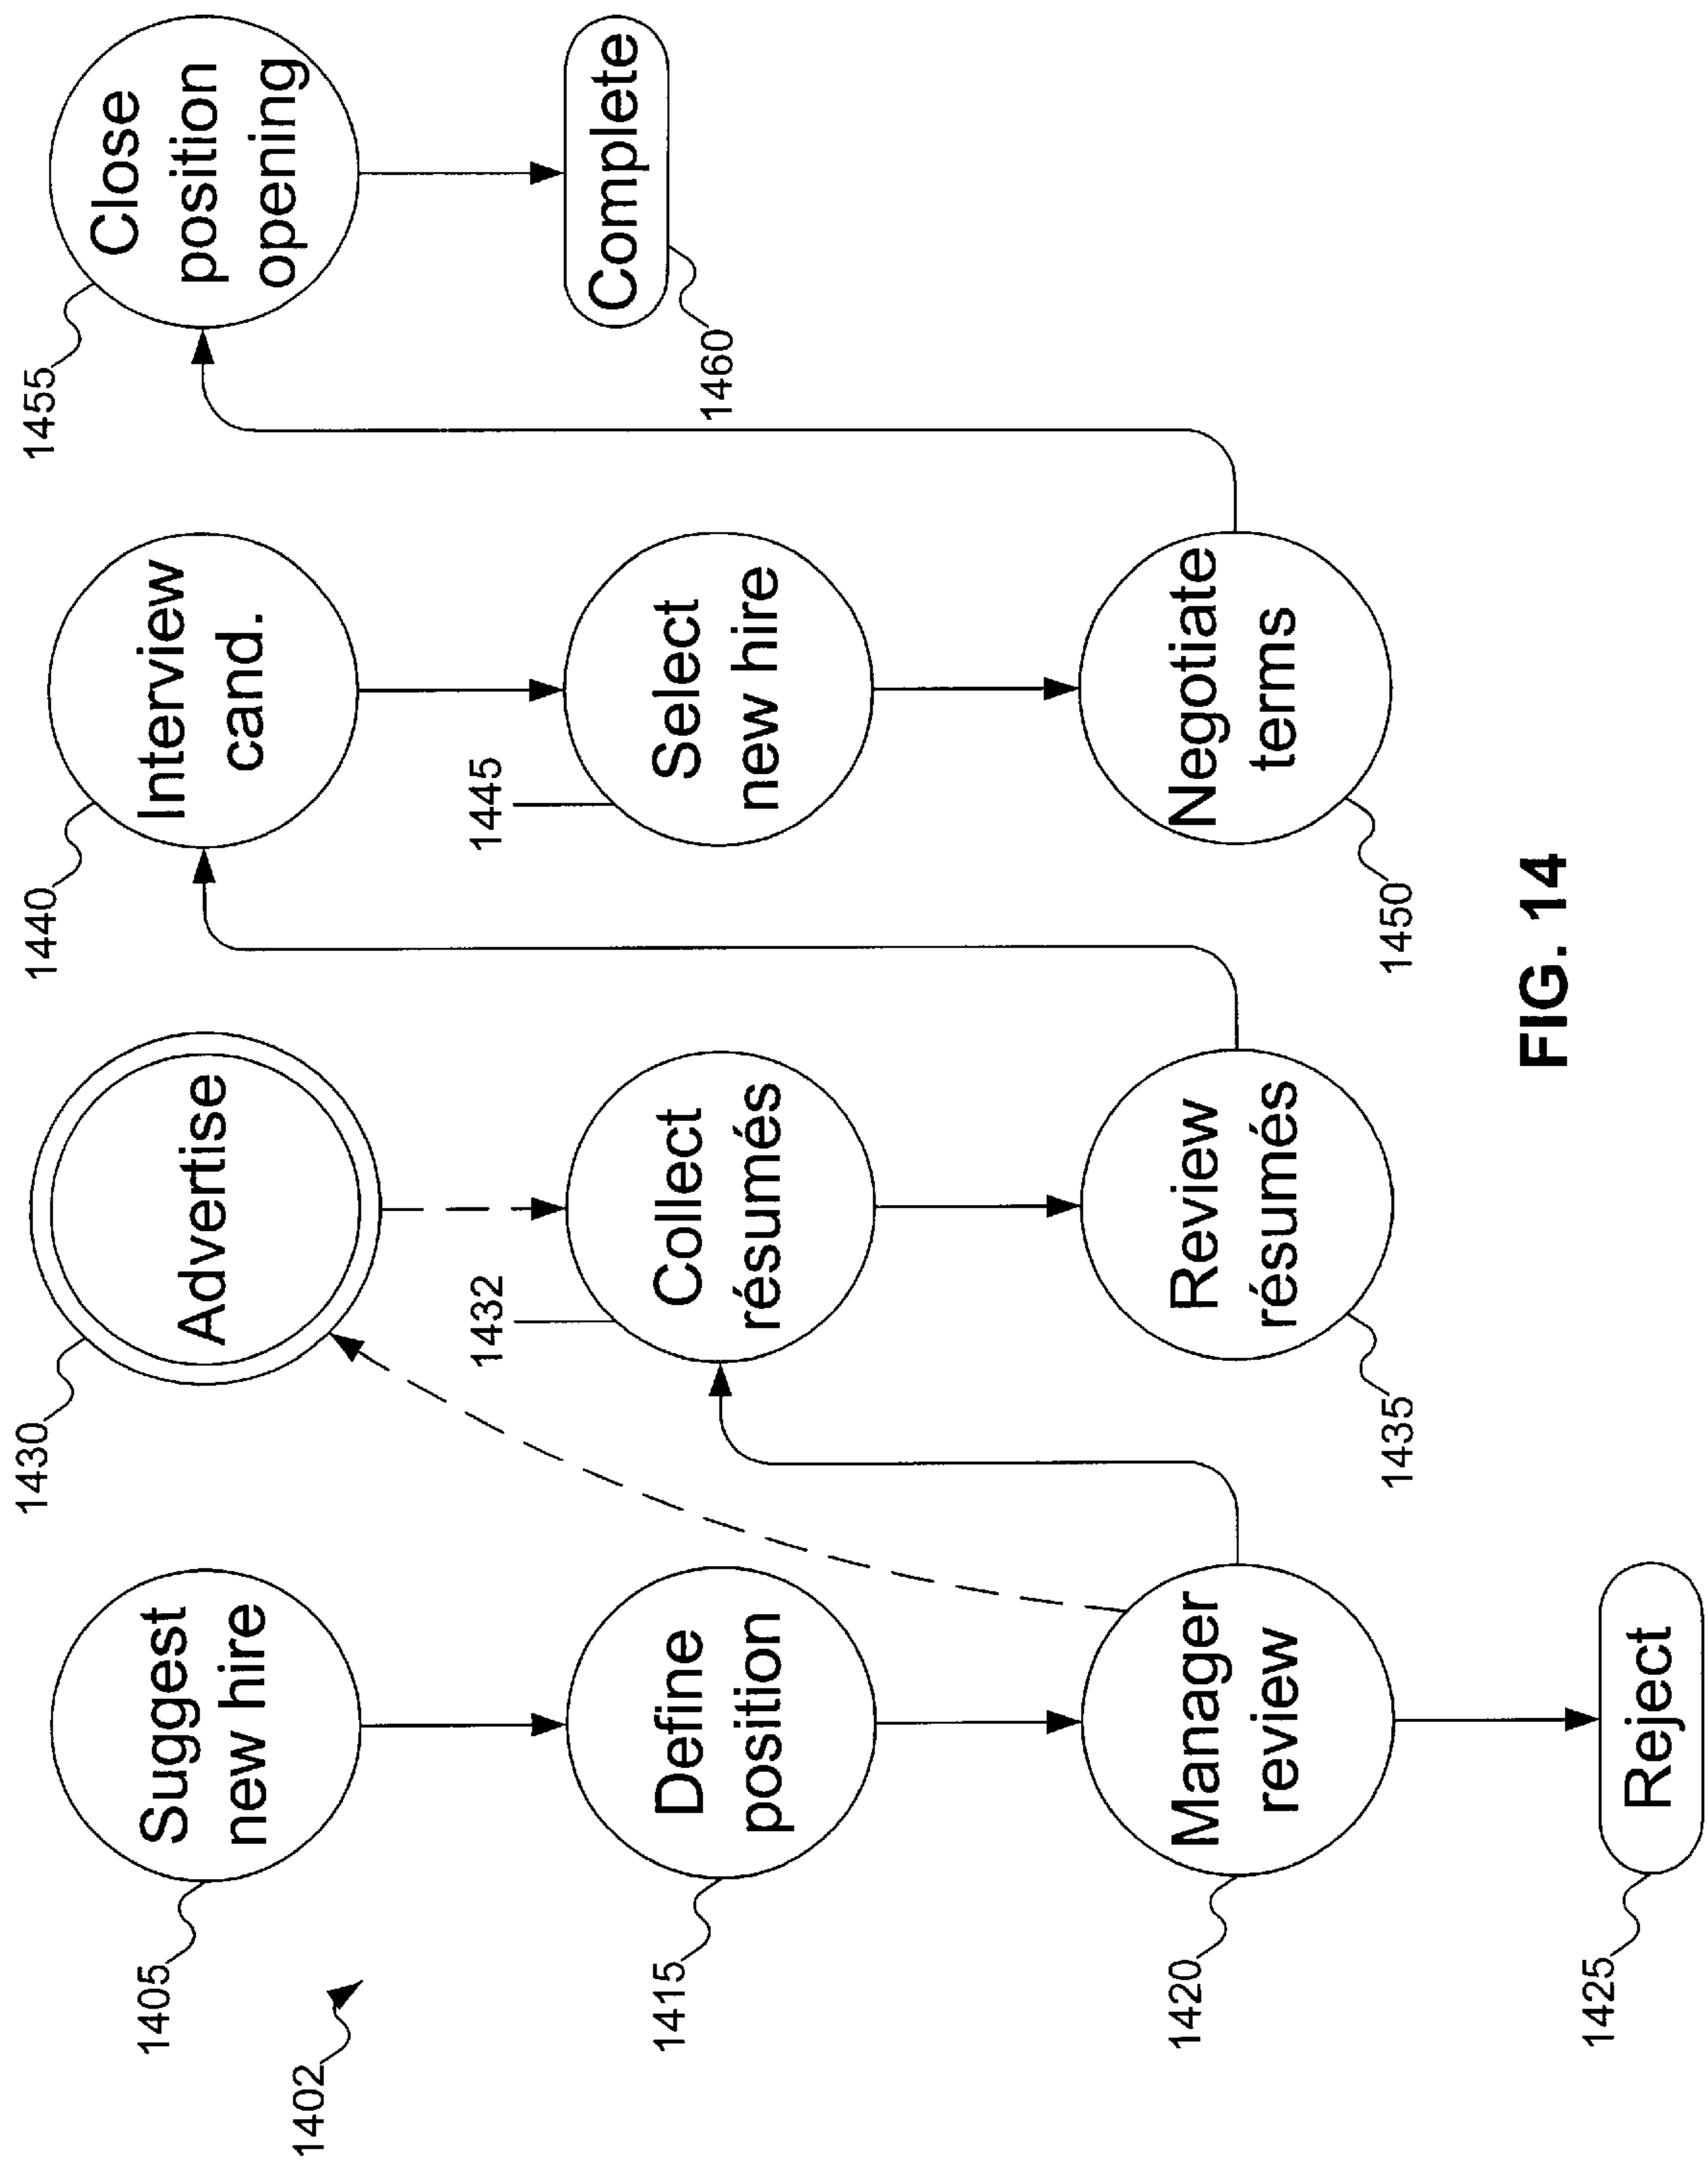 1402
1405
Suggest
new hire
1415
Define
position
1420
Manager
review
1425
Reject
1430
Advertise
1432
Collect
résumés
1435
Review
résumés
1440
Interview
cand.
1445
Select
new hire
1450
Negotiate
terms
1455
Close
position
opening
1460
Complete
FIG. 14